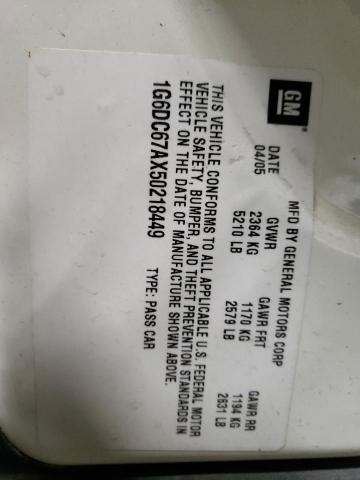 GM
MFD BY GENERAL MOTORS CORP
DATE GVWR GAWR FRT GAWR RR
04/05 2364 KG 1170 KG 1194 KG
5210 LB 2579 LB 2631 LB
THIS VEHICLE CONFORMS TO ALL APPLICABLE U.S. FEDERAL MOTOR
VEHICLE SAFETY, BUMPER, AND THEFT PREVENTION STANDARDS IN
EFFECT ON THE DATE OF MANUFACTURE SHOWN ABOVE.
1G6DC67AX50218449 TYPE: PASS CAR